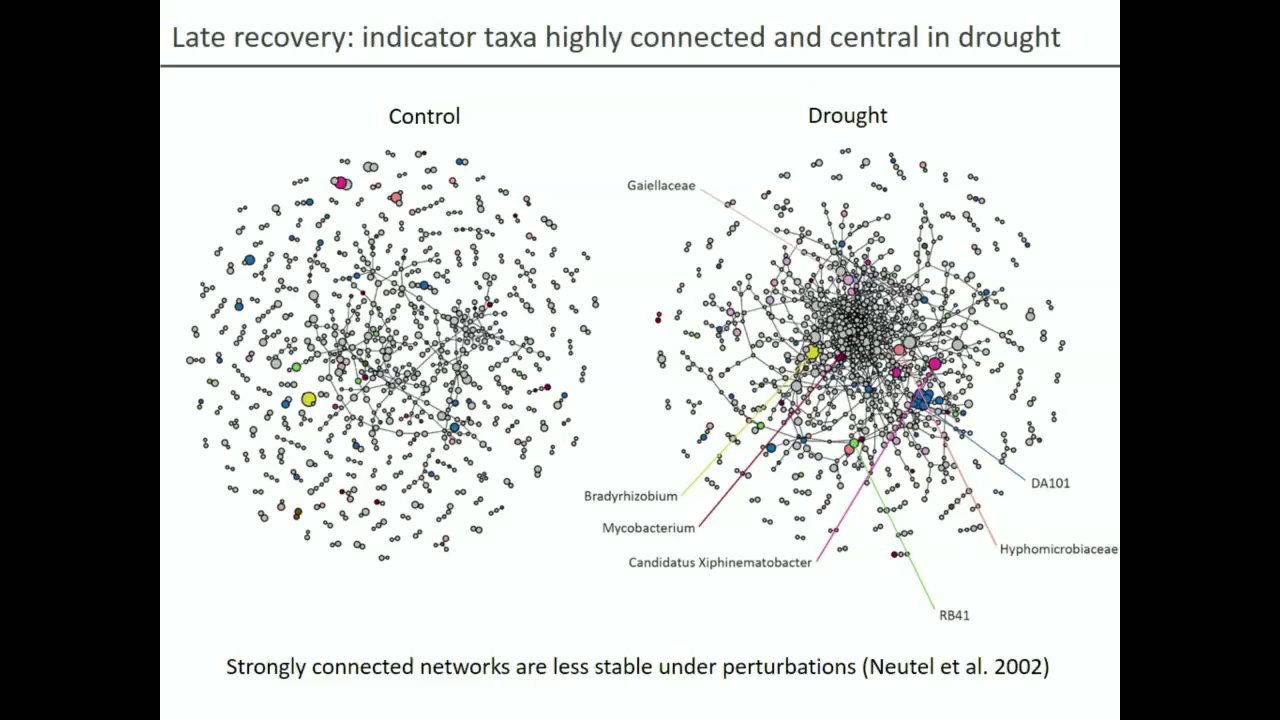 Late recovery: indicator taxa highly connected and central in drought
Control
Drought
Gaiellaceae
Bradyrhizobium
Mycobacterium
Candidatus Xiphinematobacter
DA101
Hyphomicrobiaceae
RB41
Strongly connected networks are less stable under perturbations (Neutel et al. 2002)